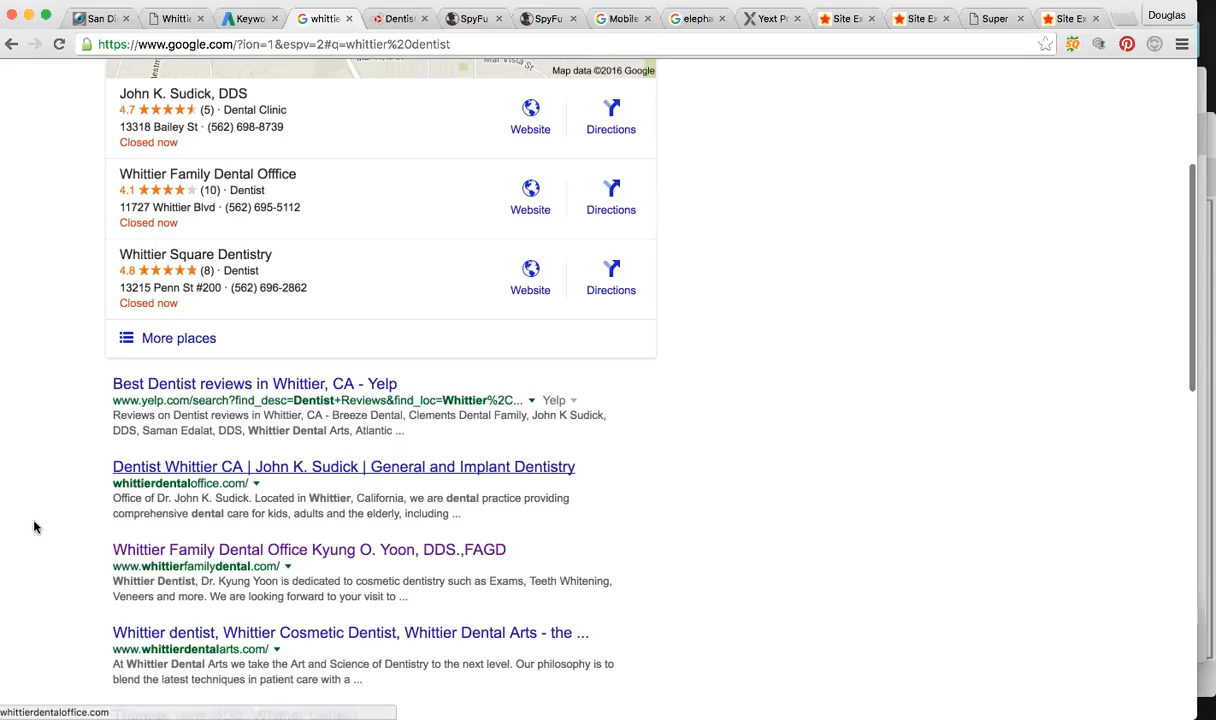 San Di
Whittie
Keywo
whittie
Dentis
SpyFu
SpyFu
Mobile
elepha
Yext P
Site Ex
Site Ex
Super
Site Ex
Douglas
https://www.google.com/?ion=1&espv=2#q=whittier%20dentist
Map data ©2016 Google
John K. Sudick, DDS
4.7 (5) · Dental Clinic
13318 Bailey St · (562) 698-8739
Closed now
Website
Directions
Whittier Family Dental Offfice
4.1 (10) · Dentist
11727 Whittier Blvd · (562) 695-5112
Closed now
Website
Directions
Whittier Square Dentistry
4.8 (8) · Dentist
13215 Penn St #200 · (562) 696-2862
Closed now
Website
Directions
More places
Best Dentist reviews in Whittier, CA - Yelp
www.yelp.com/search?find_desc=Dentist+Reviews&find_loc=Whittier%2C... Yelp
Reviews on Dentist reviews in Whittier, CA - Breeze Dental, Clements Dental Family, John K Sudick,
DDS, Saman Edalat, DDS, Whittier Dental Arts, Atlantic ...
Dentist Whittier CA | John K. Sudick | General and Implant Dentistry
whittierdentaloffice.com/
Office of Dr. John K. Sudick. Located in Whittier, California, we are dental practice providing
comprehensive dental care for kids, adults and the elderly, including ...
Whittier Family Dental Office Kyung O. Yoon, DDS.,FAGD
www.whittierfamilydental.com/
Whittier Dentist, Dr. Kyung Yoon is dedicated to cosmetic dentistry such as Exams, Teeth Whitening,
Veneers and more. We are looking forward to your visit to ...
Whittier dentist, Whittier Cosmetic Dentist, Whittier Dental Arts - the ...
www.whittierdentalarts.com/
At Whittier Dental Arts we take the Art and Science of Dentistry to the next level. Our philosophy is to
blend the latest techniques in patient care with a ...
whittierdentaloffice.com